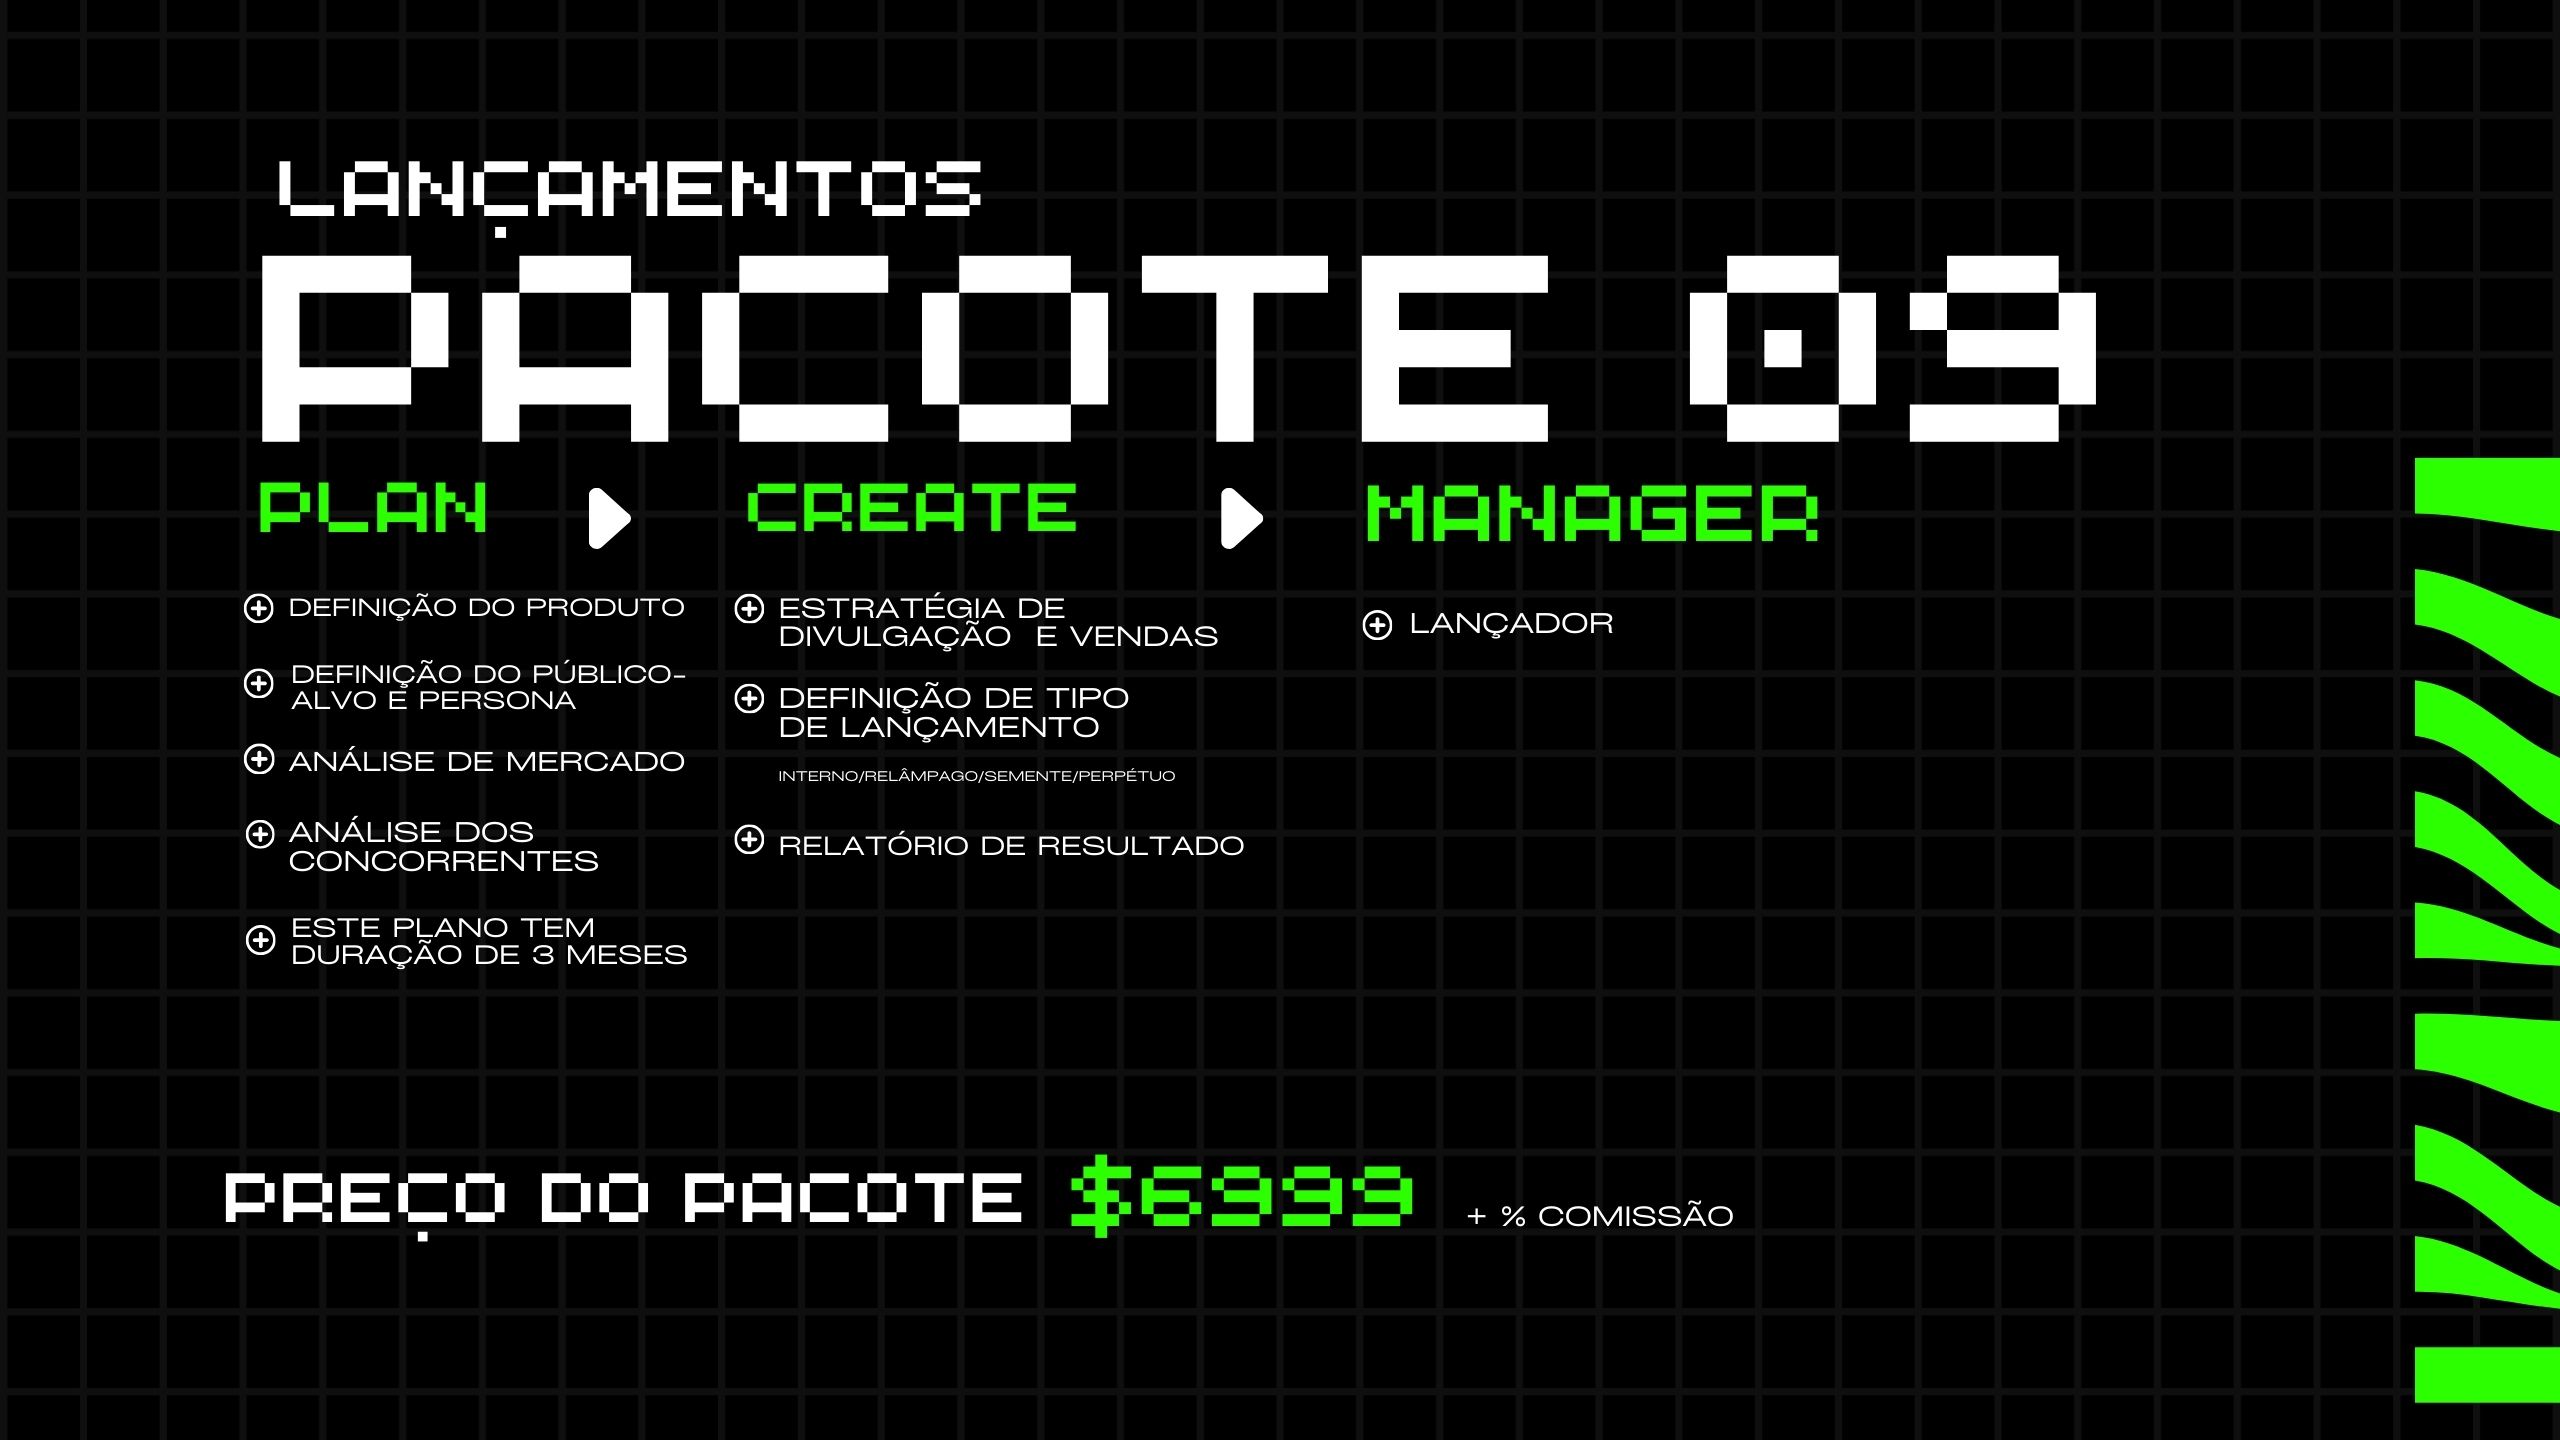 LANÇAMENTOS
PACOTE 09
PLAN
DEFINIÇÃO DO PRODUTO
DEFINIÇÃO DO PÚBLICO-
ALVO E PERSONA
ANÁLISE DE MERCADO
ANÁLISE DOS
CONCORRENTES
ESTE PLANO TEM
DURAÇÃO DE 3 MESES
CREATE
ESTRATÉGIA DE
DIVULGAÇÃO  E VENDAS
DEFINIÇÃO DE TIPO
DE LANÇAMENTO
INTERNO/RELÂMPAGO/SEMENTE/PERPÉTUO
RELATÓRIO DE RESULTADO
MANAGER
LANÇADOR
PREÇO DO PACOTE $6999 + % COMISSÃO